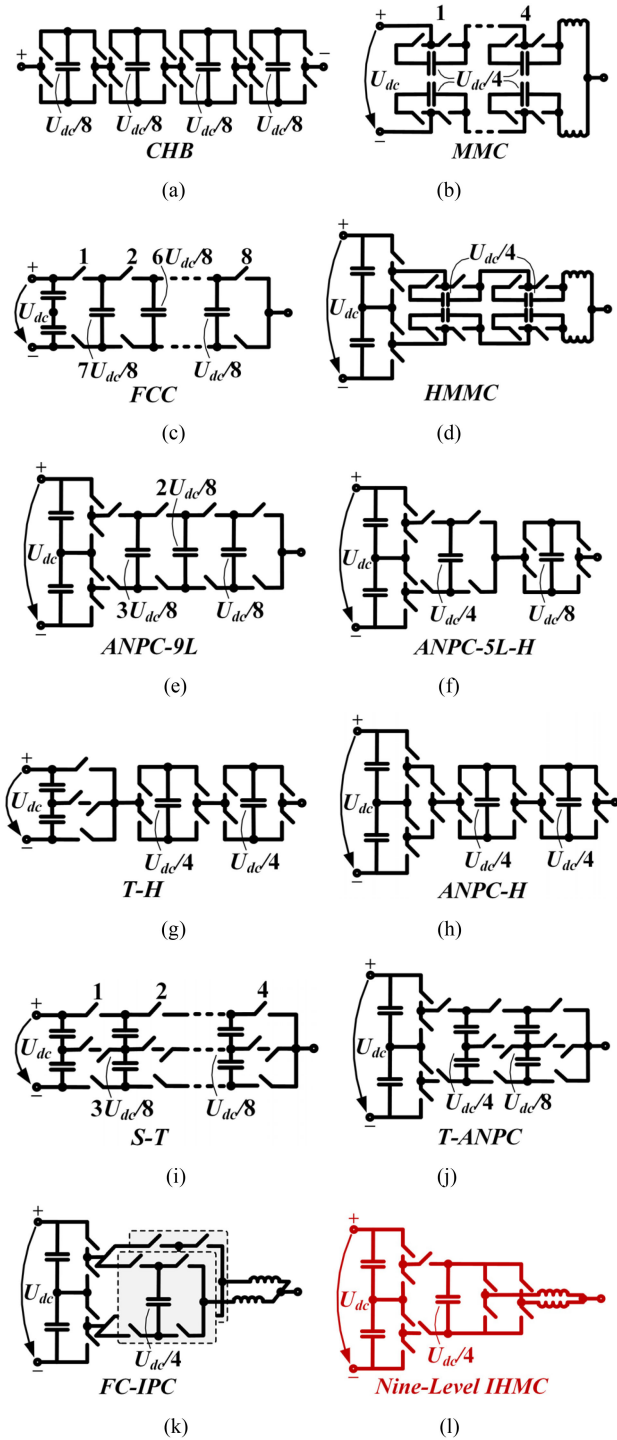 1 4
+ − + U_dc U_dc/4 −
U_dc/8 U_dc/8 U_dc/8 U_dc/8
CHB MMC
(a) (b)
1 2 6U_dc/8 8
+ U_dc −
7U_dc/8 U_dc/8
FCC
+ U_dc U_dc/4 −
HMMC
(c) (d)
+ U_dc −
2U_dc/8
3U_dc/8 U_dc/8
ANPC-9L
+ U_dc −
U_dc/4 U_dc/8
ANPC-5L-H
(e) (f)
+ U_dc −
U_dc/4 U_dc/4
T-H
+ U_dc −
U_dc/4 U_dc/4
ANPC-H
(g) (h)
1 2 4
+ U_dc −
3U_dc/8 U_dc/8
S-T
+ U_dc −
U_dc/4 U_dc/8
T-ANPC
(i) (j)
+ U_dc −
U_dc/4
FC-IPC
+ U_dc −
U_dc/4
Nine-Level IHMC
(k) (l)